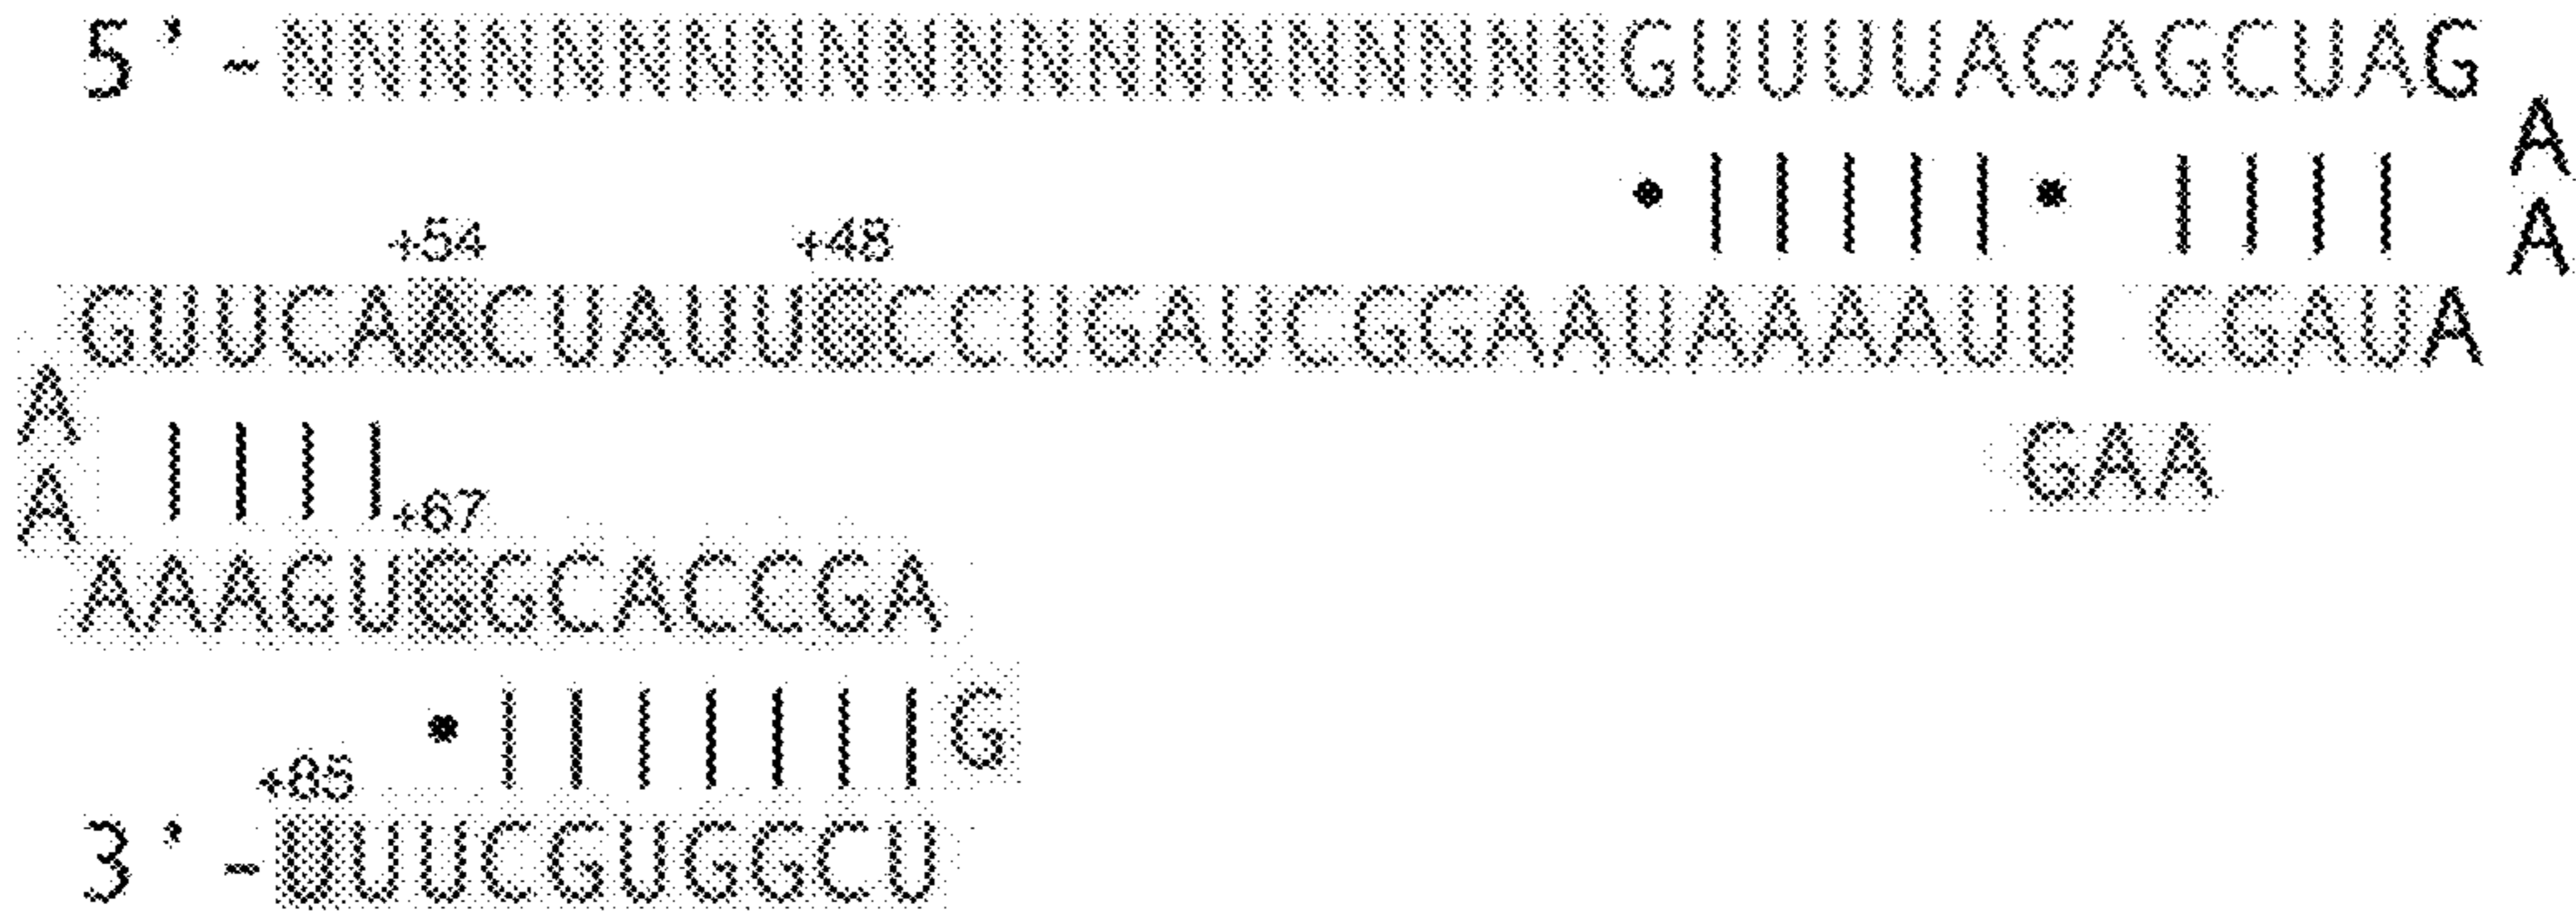 5'-NNNNNNNNNNNNNNNNNNNNGUUUUAGAGCUAG
A
A
+54 +48
GUUCAACUAUUGCCUGAUCGGAAUAAAAUU CGAUA
A
GAA
A
+67
AAAGUGGCACCGA
G
+85
3'-UUUCGUGGCU